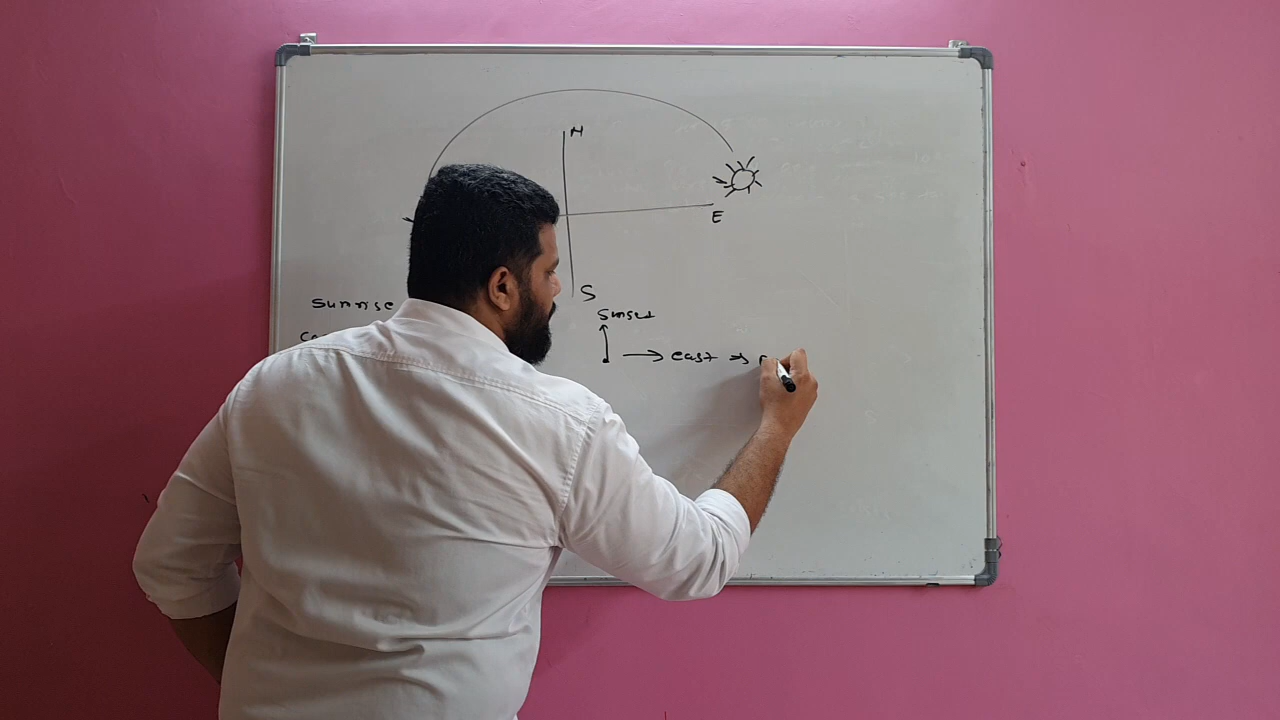 N
E
S
Sunrise
Sunset
→ east ⇒